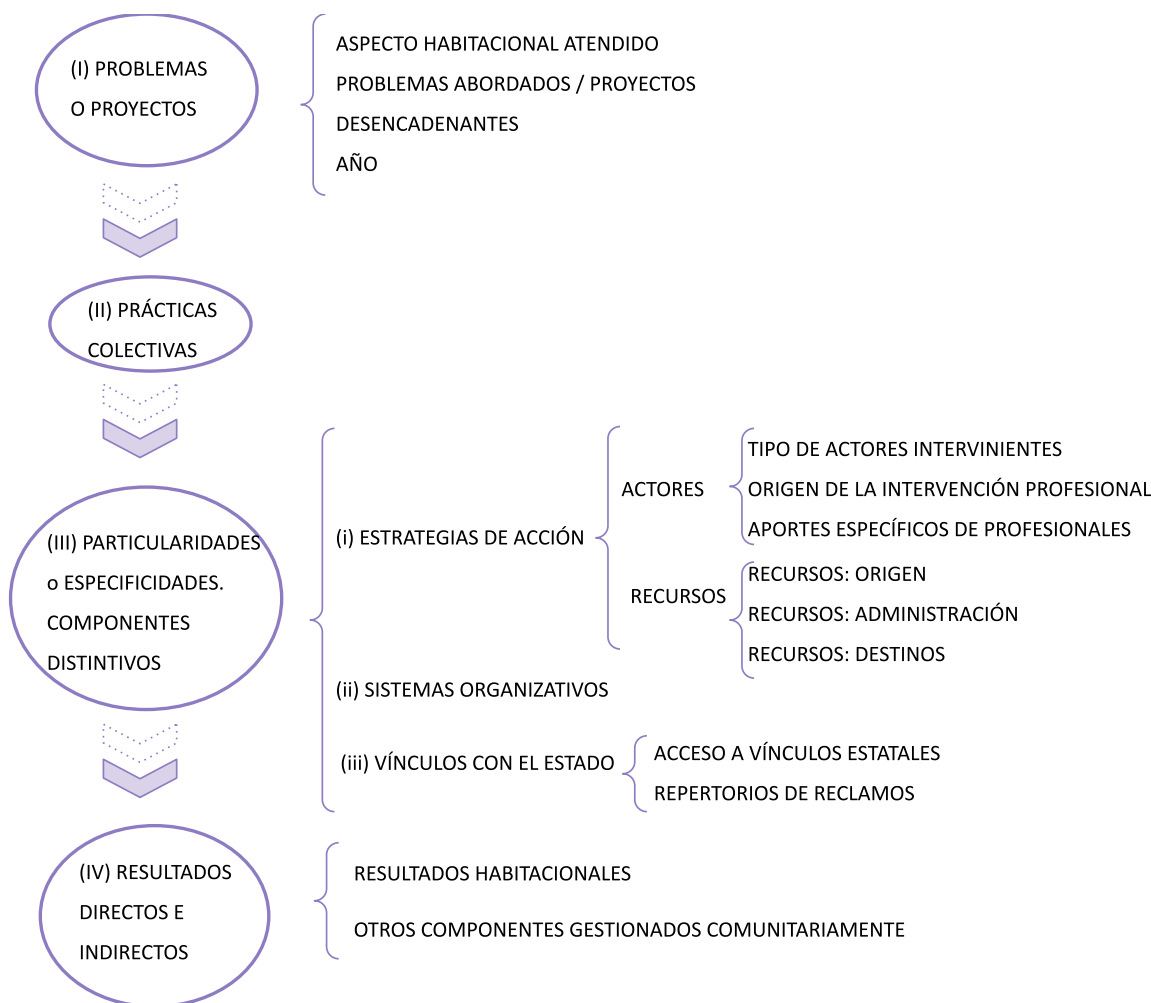 (I) PROBLEMAS
O PROYECTOS
ASPECTO HABITACIONAL ATENDIDO
PROBLEMAS ABORDADOS / PROYECTOS
DESENCADENANTES
AÑO
(II) PRÁCTICAS
COLECTIVAS
(III) PARTICULARIDADES
o ESPECIFICIDADES.
COMPONENTES
DISTINTIVOS
(i) ESTRATEGIAS DE ACCIÓN
ACTORES
TIPO DE ACTORES INTERVINIENTES
ORIGEN DE LA INTERVENCIÓN PROFESIONAL
APORTES ESPECÍFICOS DE PROFESIONALES
RECURSOS
RECURSOS: ORIGEN
RECURSOS: ADMINISTRACIÓN
RECURSOS: DESTINOS
(ii) SISTEMAS ORGANIZATIVOS
(iii) VÍNCULOS CON EL ESTADO
ACCESO A VÍNCULOS ESTATALES
REPERTORIOS DE RECLAMOS
(IV) RESULTADOS
DIRECTOS E
INDIRECTOS
RESULTADOS HABITACIONALES
OTROS COMPONENTES GESTIONADOS COMUNITARIAMENTE